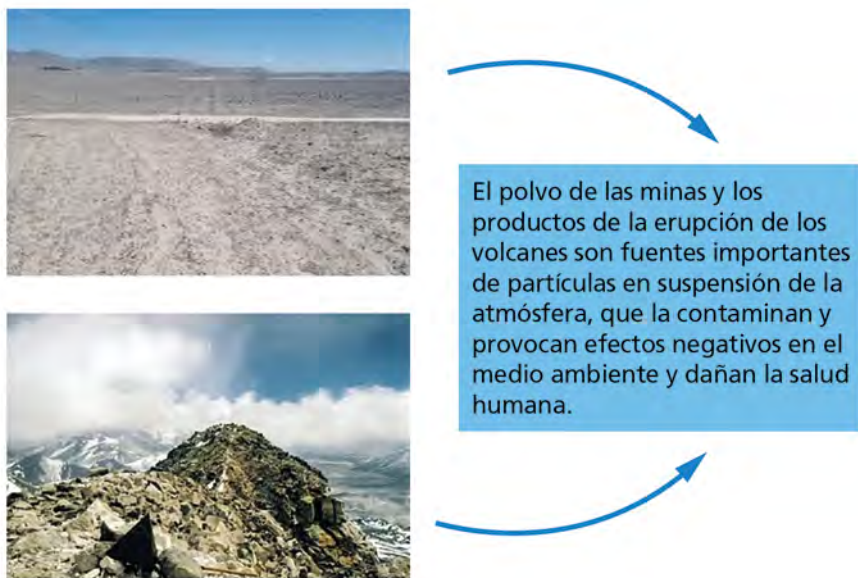 El polvo de las minas y los
productos de la erupción de los
volcanes son fuentes importantes
de partículas en suspensión de la
atmósfera, que la contaminan y
provocan efectos negativos en el
medio ambiente y dañan la salud
humana.